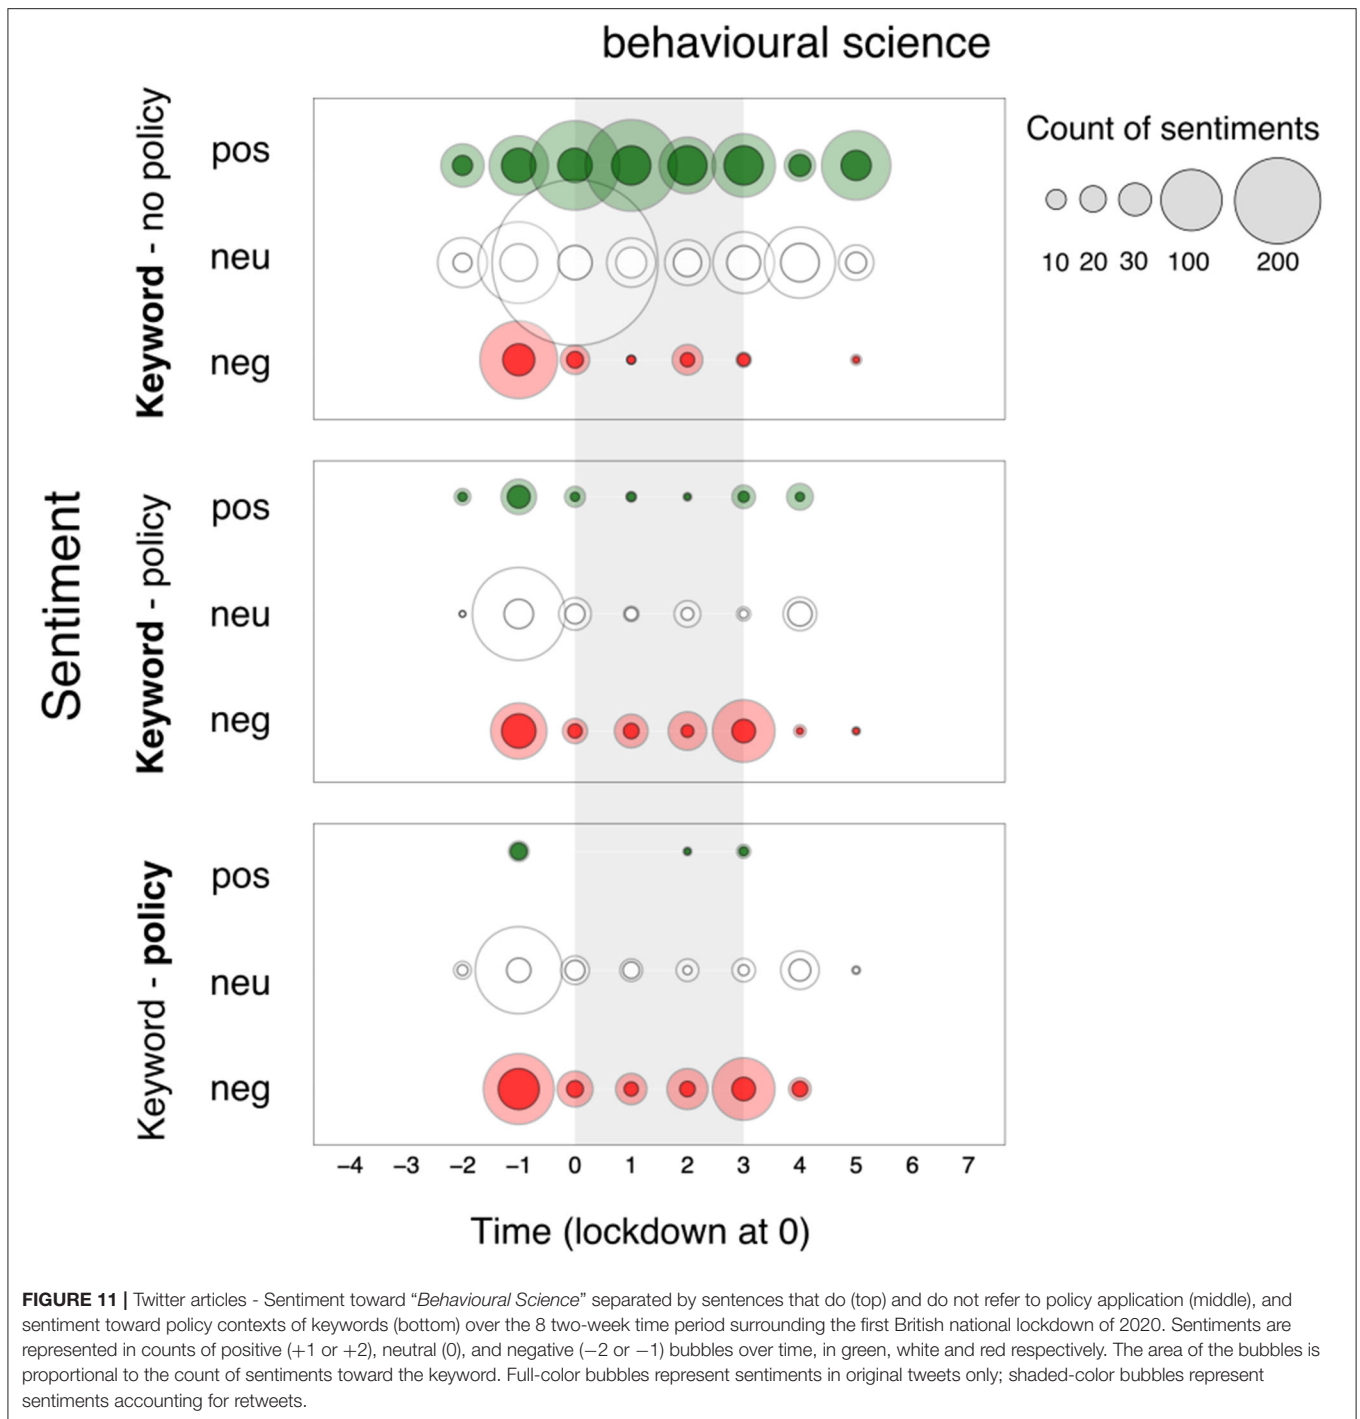 behavioural science
Count of sentiments
10 20 30 100 200
Sentiment
Keyword - no policy
pos
neu
neg
Keyword - policy
pos
neu
neg
Keyword - policy
pos
neu
neg
−4 −3 −2 −1 0 1 2 3 4 5 6 7
Time (lockdown at 0)
FIGURE 11 | Twitter articles - Sentiment toward “Behavioural Science” separated by sentences that do (top) and do not refer to policy application (middle), and
sentiment toward policy contexts of keywords (bottom) over the 8 two-week time period surrounding the first British national lockdown of 2020. Sentiments are
represented in counts of positive (+1 or +2), neutral (0), and negative (−2 or −1) bubbles over time, in green, white and red respectively. The area of the bubbles is
proportional to the count of sentiments toward the keyword. Full-color bubbles represent sentiments in original tweets only; shaded-color bubbles represent
sentiments accounting for retweets.